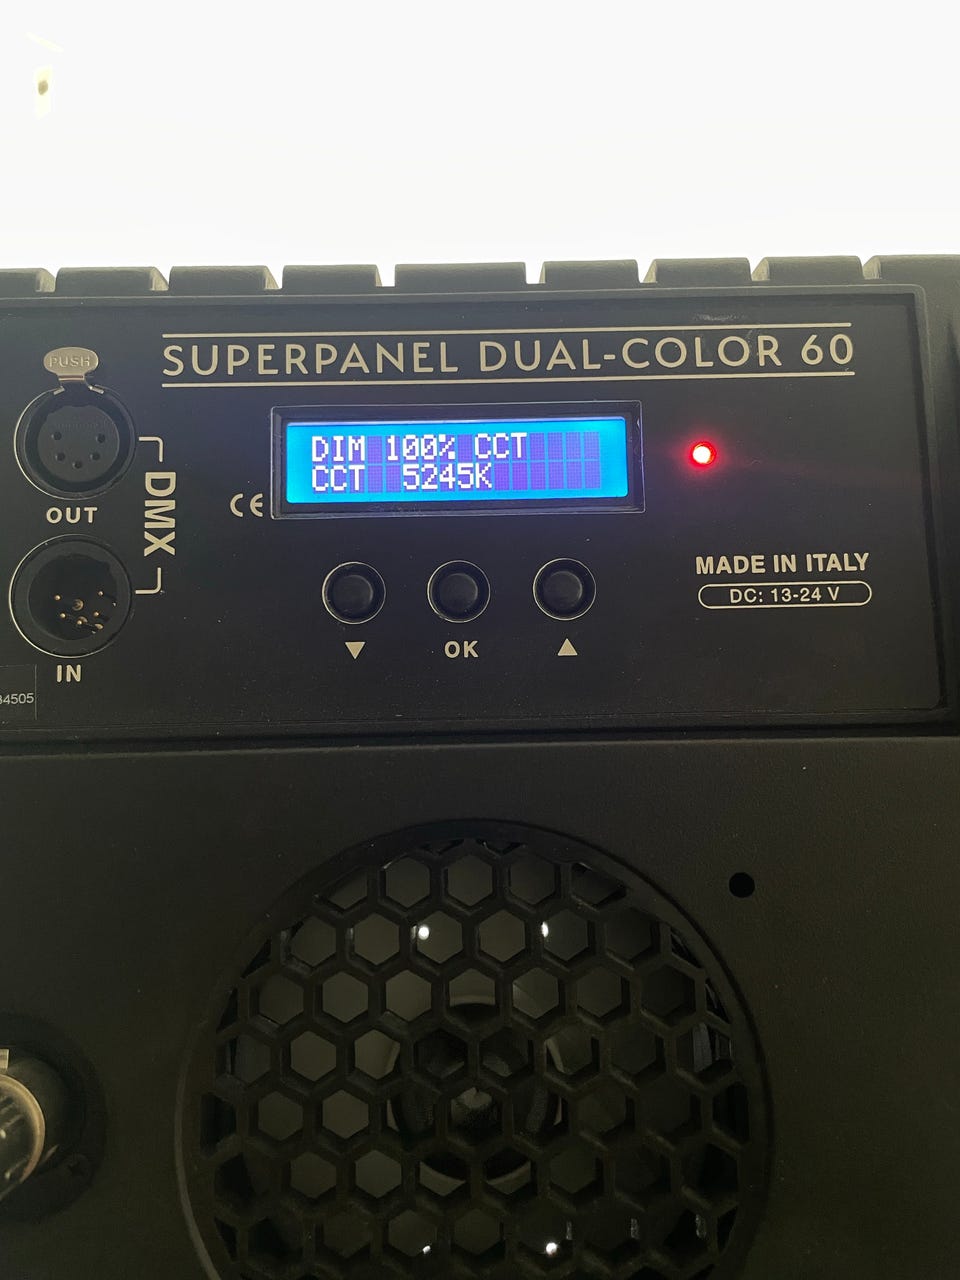 PUSH
SUPERPANEL DUAL-COLOR 60
DIM 100% CCT
CCT 5245K
CE
OUT
DMX
IN
OK
MADE IN ITALY
DC: 13-24 V
34505